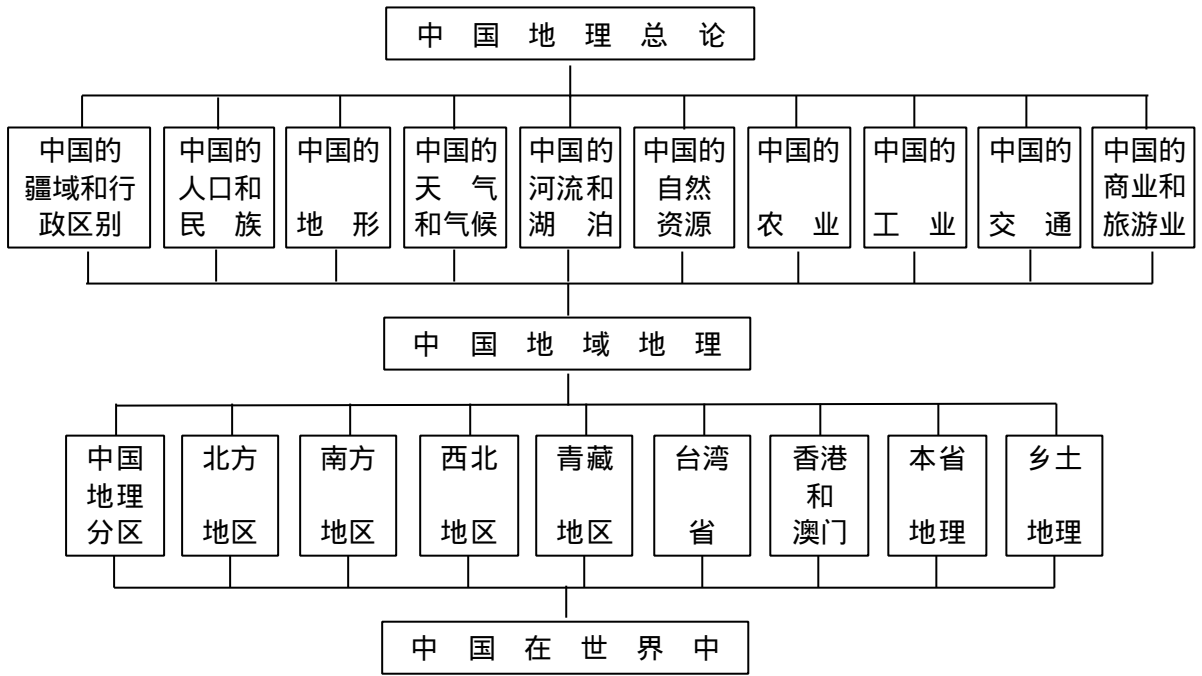 中国地理总论
中国的
疆域和行
政区别
中国的
人口和
民族
中国的
地形
中国的
天气
和气候
中国的
河流和
湖泊
中国的
自然
资源
中国的
农业
中国的
工业
中国的
交通
中国的
商业和
旅游业
中国地域地理
中国
地理
分区
北方
地区
南方
地区
西北
地区
青藏
地区
台湾
省
香港
和
澳门
本省
地理
乡土
地理
中国在世界中